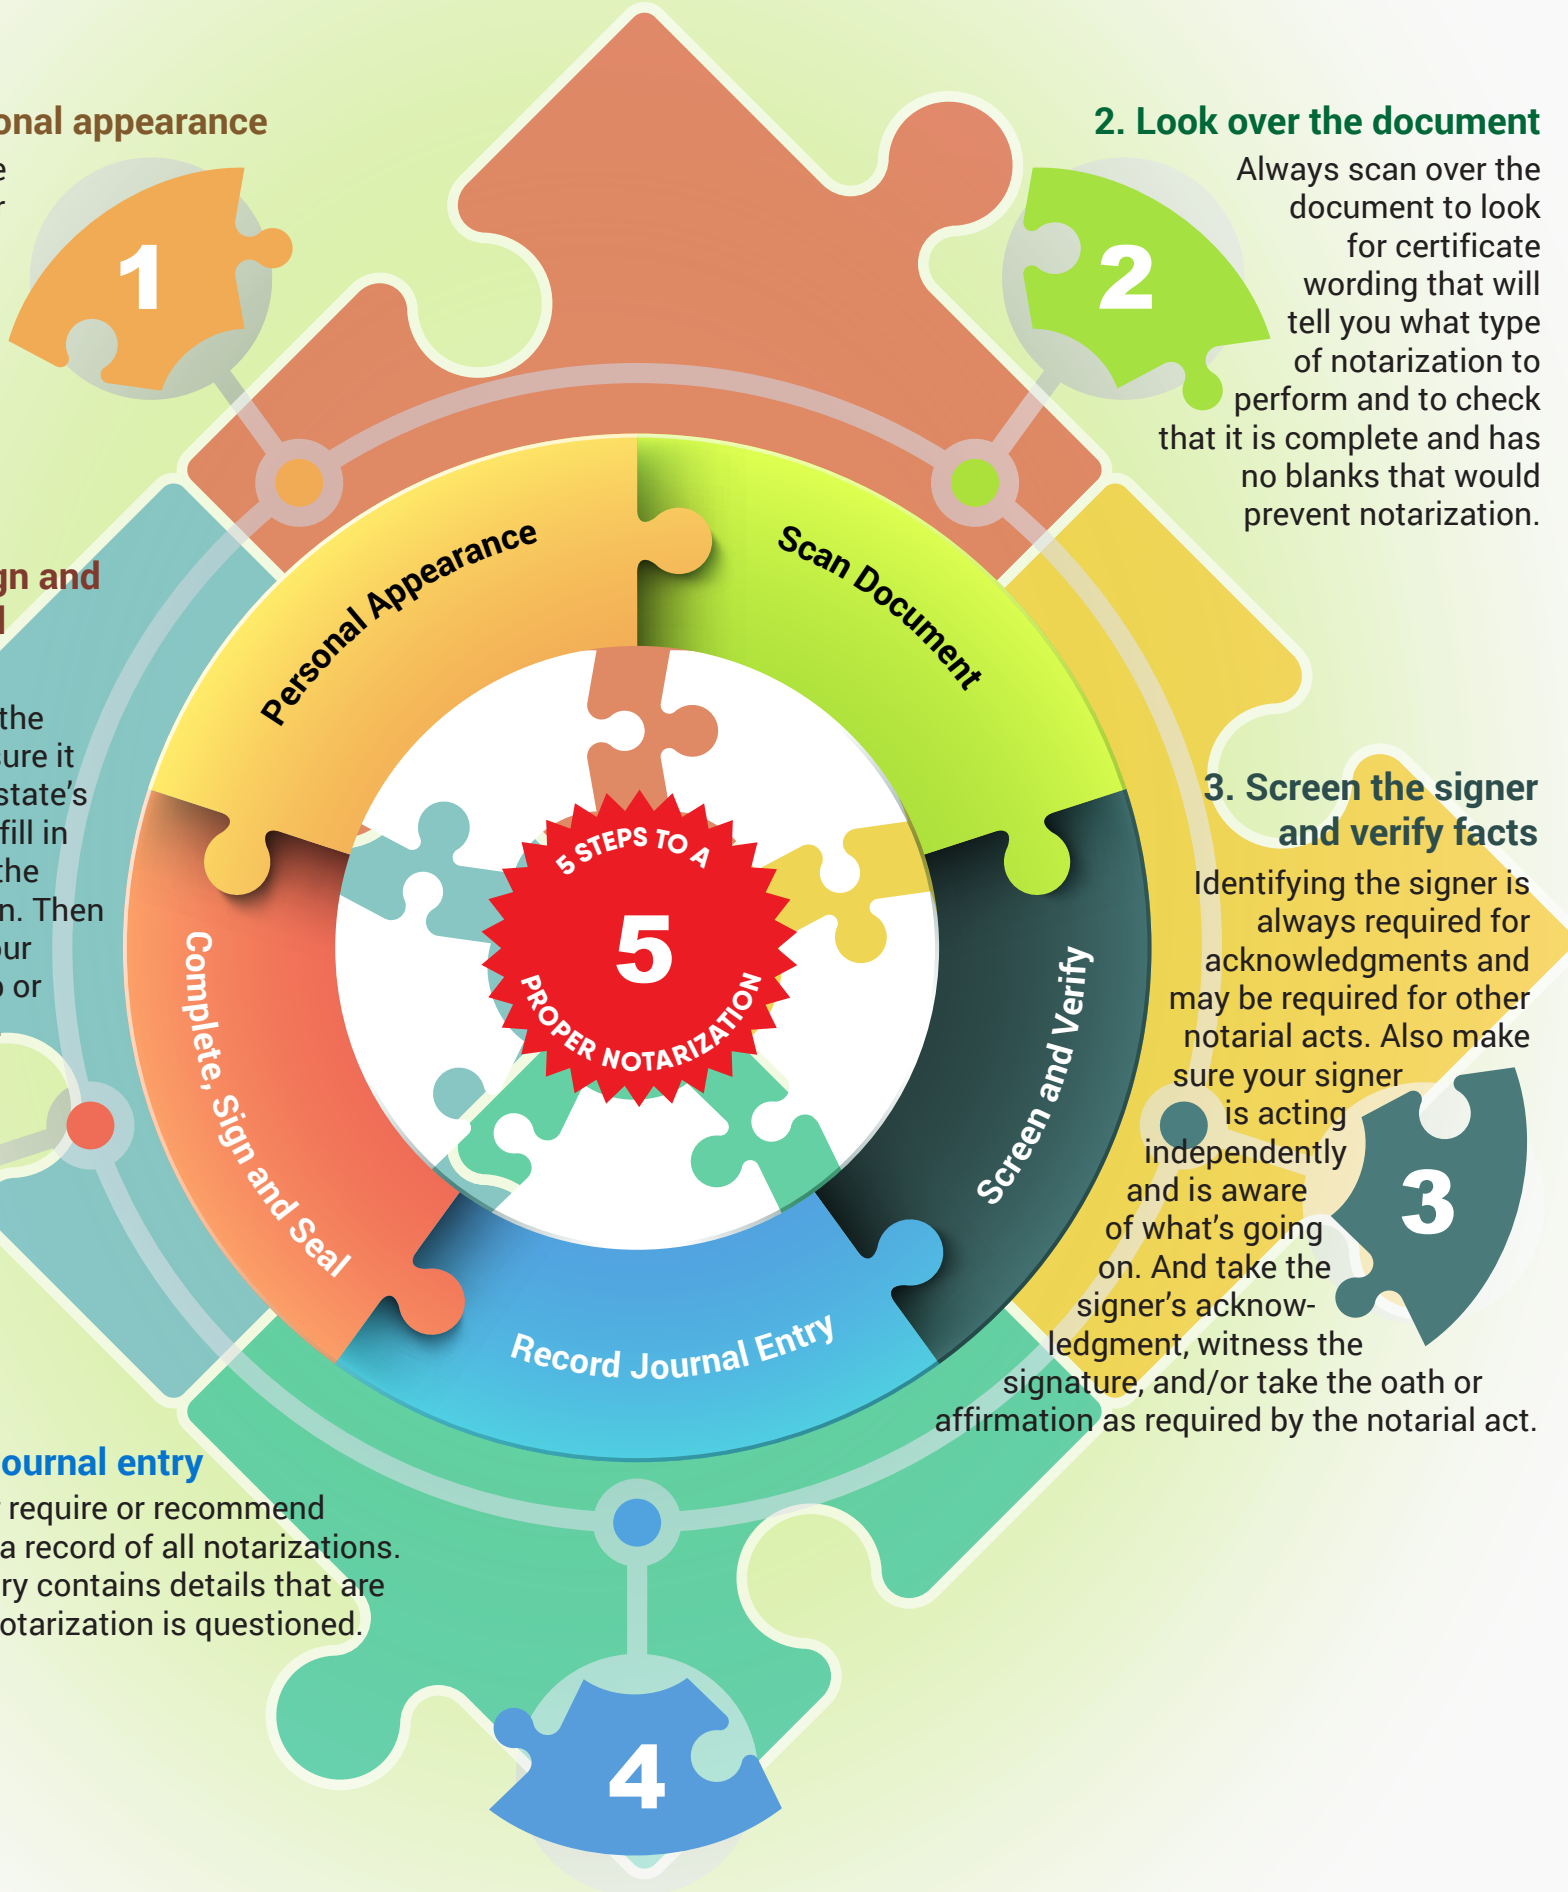 onal appearance
e
r
1
2. Look over the document
Always scan over the
document to look
for certificate
wording that will
tell you what type
of notarization to
perform and to check
that it is complete and has
no blanks that would
prevent notarization.
2
Personal Appearance
Scan Document
Screen and Verify
Record Journal Entry
Complete, Sign and Seal
5 STEPS TO A
5
PROPER NOTARIZATION
3. Screen the signer
and verify facts
Identifying the signer is
always required for
acknowledgments and
may be required for other
notarial acts. Also make
sure your signer
is acting
independently
and is aware
of what's going
on. And take the
signer's acknow-
ledgment, witness the
signature, and/or take the oath or
affirmation as required by the notarial act.
3
ournal entry
require or recommend
a record of all notarizations.
ry contains details that are
otarization is questioned.
4
gn and
the
sure it
state's
fill in
the
n. Then
our
or